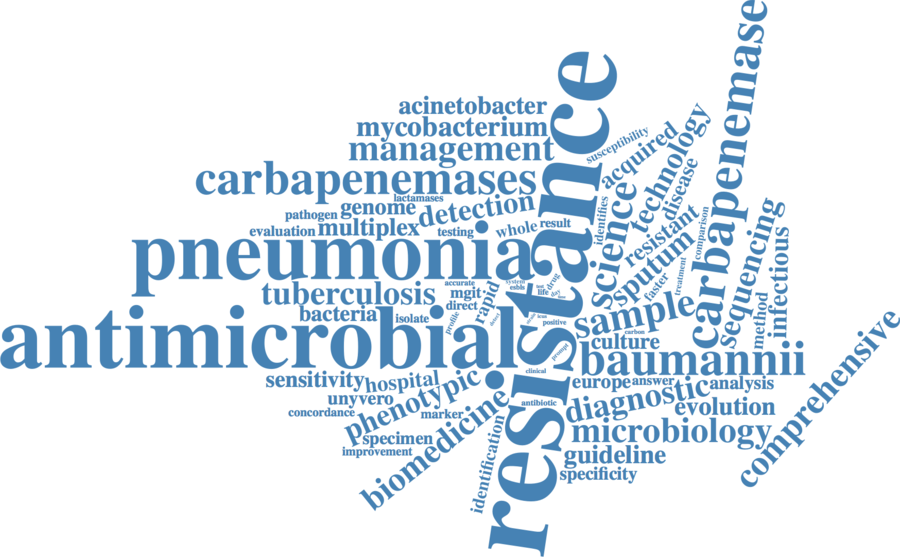 acinetobacter
mycobacterium
management
carbapenemases
lactamases
pathogen
genome
detection
evaluation
multiplex
testing
whole
result
pneumonia
tuberculosis
accurate
mgit
rapid
direct
bacteria
isolate
profile
antimicrobial
resistance
susceptibility
acquired
technology
identifies
science
disease
resistant
comparison
sputum
faster
treatment
carbapenemase
sequencing
infectious
method
system
esbls
drug
life
day
positive
sample
carbon
culture
prompt
baumannii
clinical
europe
answer
analysis
antibiotic
diagnostic
evolution
microbiology
guideline
specificity
comprehensive
sensitivity
hospital
unyvero
phenotypic
concordance
marker
specimen
improvement
biomedicine
identification